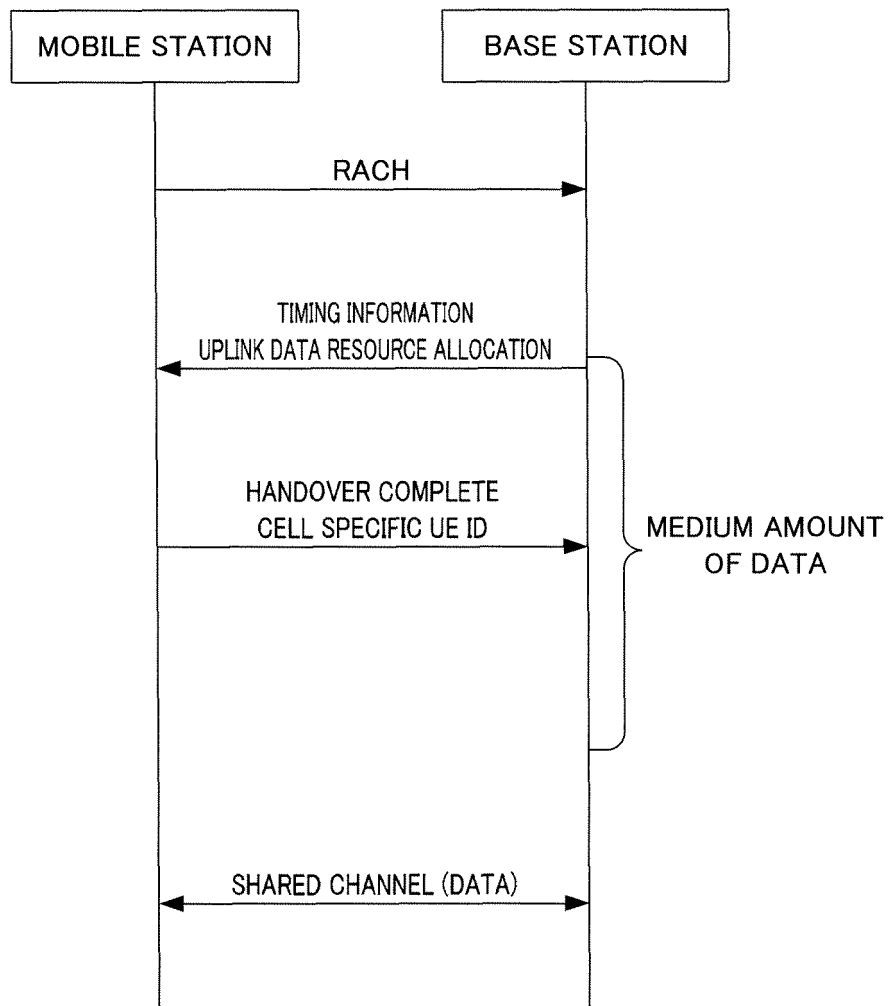 MOBILE STATION
BASE STATION
RACH
TIMING INFORMATION
UPLINK DATA RESOURCE ALLOCATION
HANDOVER COMPLETE
CELL SPECIFIC UE ID
MEDIUM AMOUNT
OF DATA
SHARED CHANNEL (DATA)